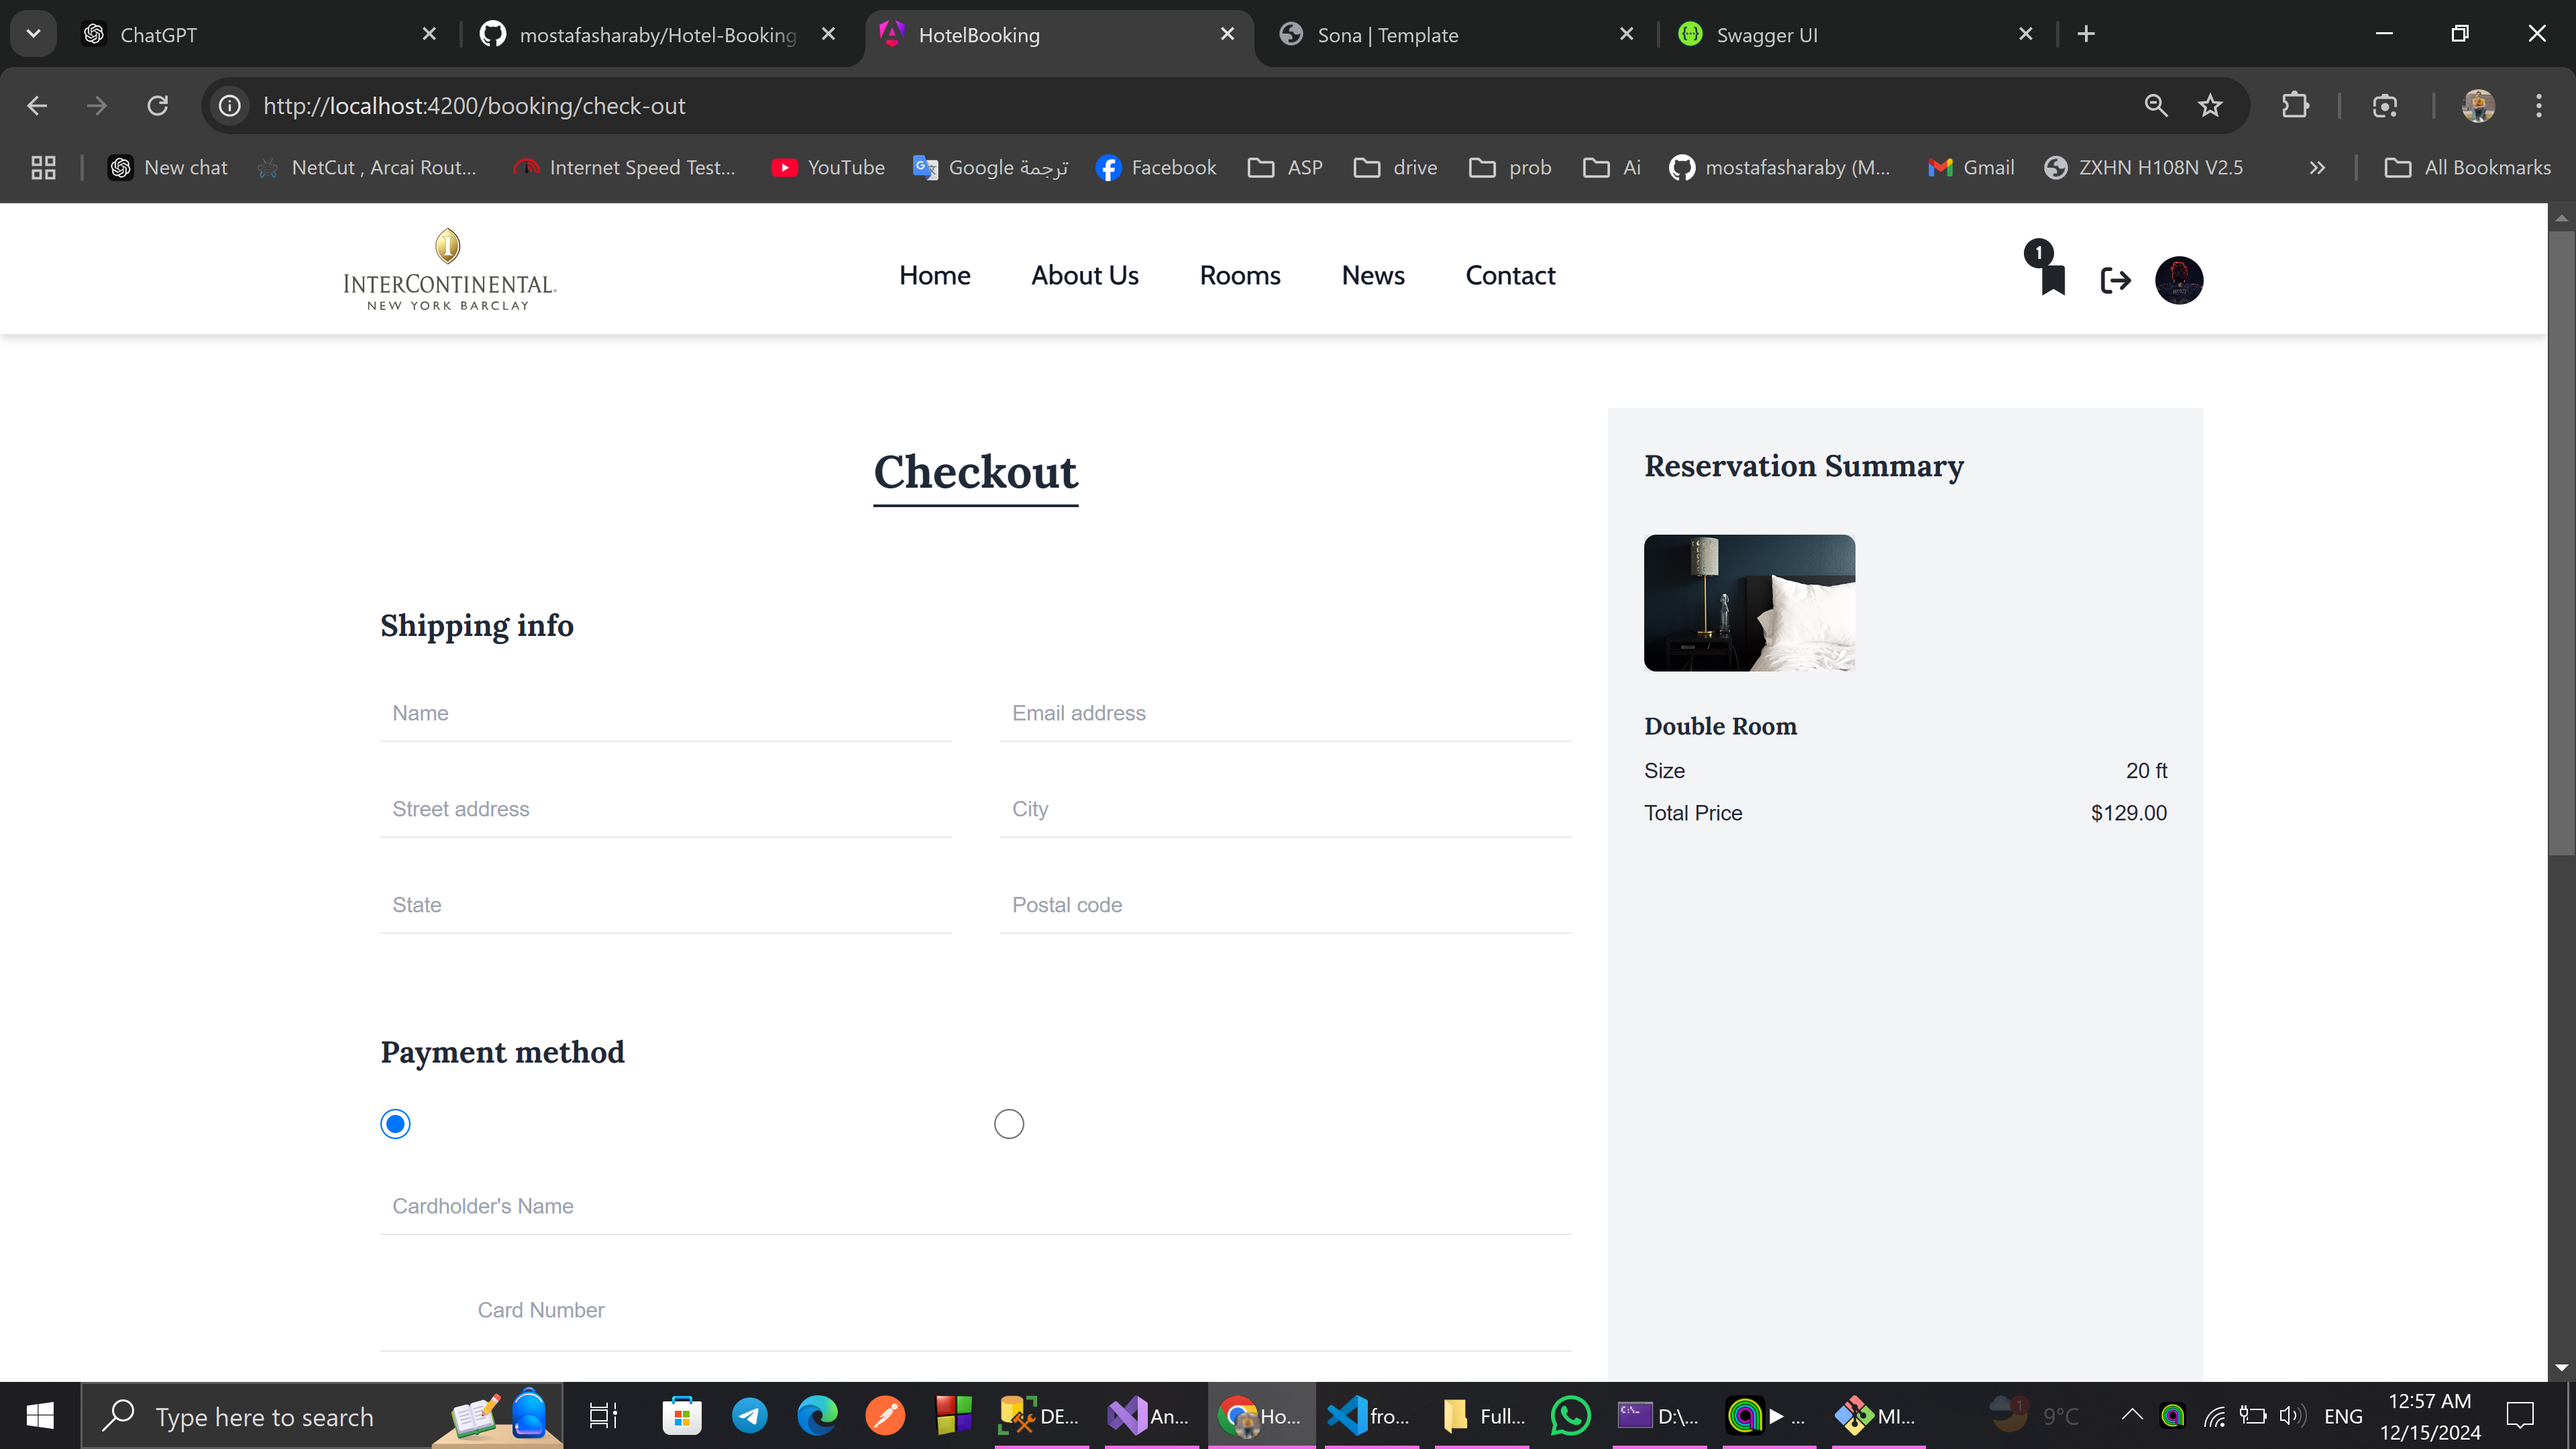 ChatGPT
mostafasharaby/Hotel-Booking
HotelBooking
Sona | Template
Swagger UI
http://localhost:4200/booking/check-out
New chat
NetCut , Arcai Rout...
Internet Speed Test...
YouTube
Google ترجمة
Facebook
ASP
drive
prob
Ai
mostafasharaby (M...
Gmail
ZXHN H108N V2.5
All Bookmarks
INTERCONTINENTAL
NEW YORK BARCLAY
Home
About Us
Rooms
News
Contact
1
Checkout
Shipping info
Name
Email address
Street address
City
State
Postal code
Payment method
Cardholder's Name
Card Number
Reservation Summary
Double Room
Size
20 ft
Total Price
$129.00
Type here to search
DE...
An...
Ho...
fro...
Full...
D:\...
...
MI...
1
9°C
ENG
12:57 AM
12/15/2024